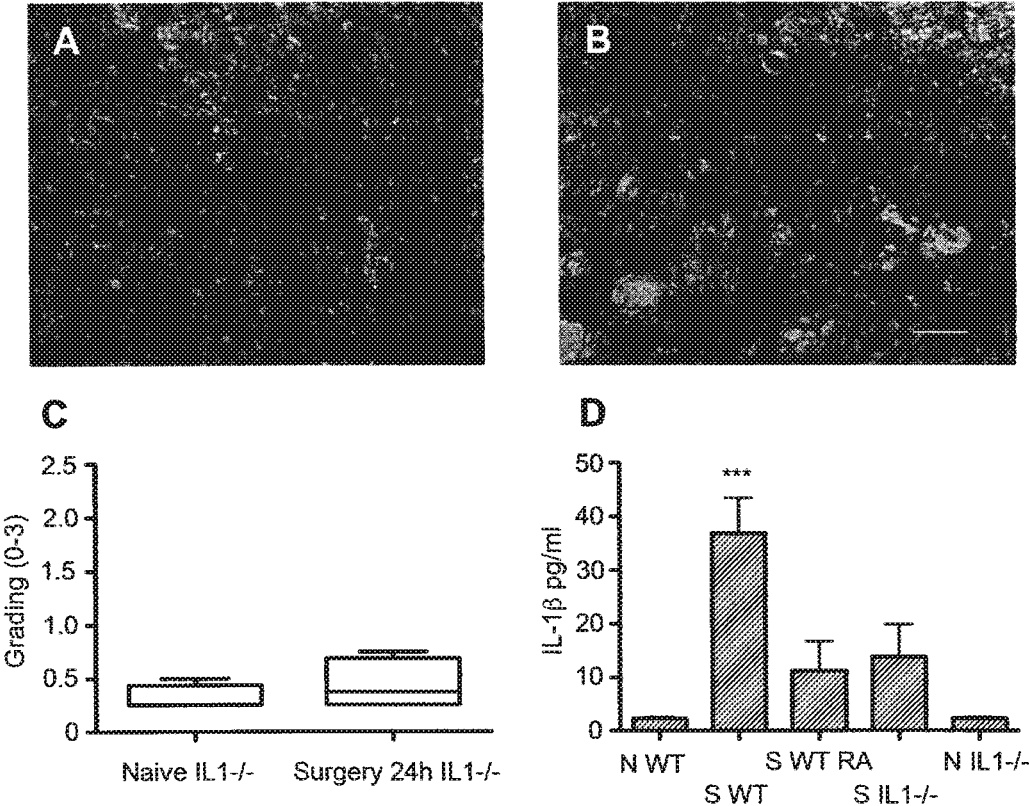 A
B
C
2.5
2.0
1.5
1.0
0.5
0
Grading (0-3)
Naive IL1-/-
Surgery 24h IL1-/-
D
50
40
30
20
10
0
IL-1β pg/ml
***
N WT
S WT
S WT RA
S IL1-/-
N IL1-/-